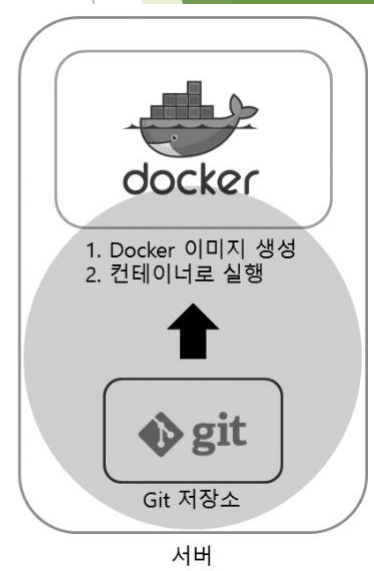 docker
1. Docker 이미지 생성
2. 컨테이너로 실행
git
Git 저장소
서버